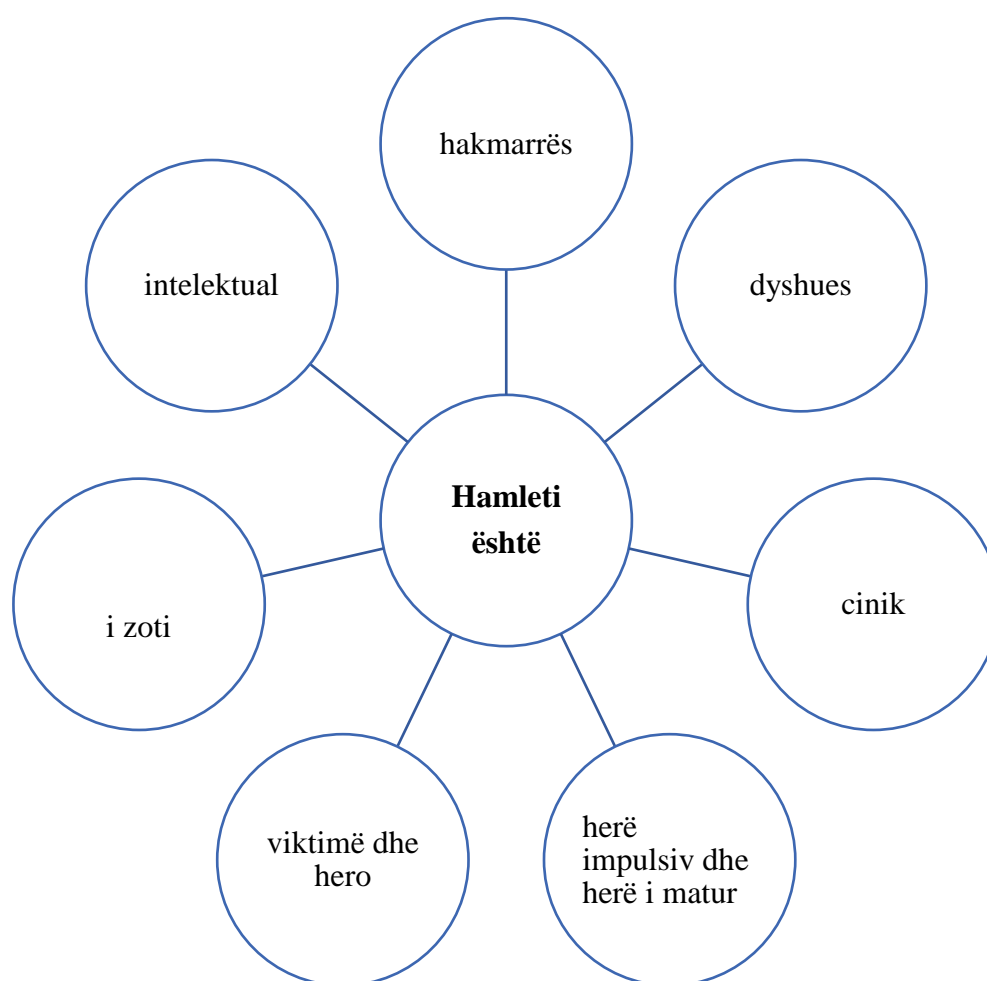 hakmarrës
intelektual
dyshues
Hamleti
është
cinik
i zoti
viktimë dhe
hero
herë
impulsiv dhe
herë i matur